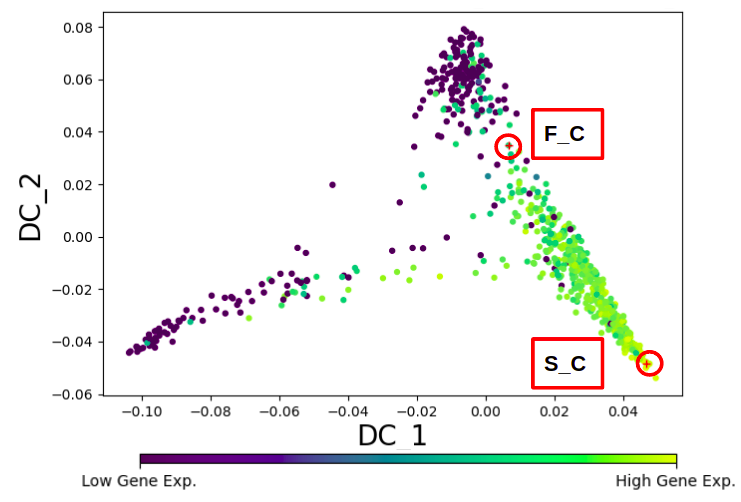 0.08
0.06
0.04
0.02
0.00
−0.02
−0.04
−0.06
DC_2
F_C
S_C
−0.10 −0.08 −0.06 −0.04 −0.02 0.00 0.02 0.04
DC_1
Low Gene Exp. High Gene Exp.